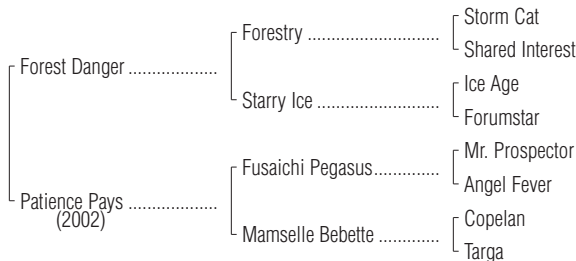 Storm Cat
Forestry ..........................
Shared Interest
Forest Danger ..................
Ice Age
Starry Ice ........................
Forumstar
Mr. Prospector
Fusaichi Pegasus.............
Angel Fever
Patience Pays ..................
(2002)
Copelan
Mamselle Bebette .............
Targa